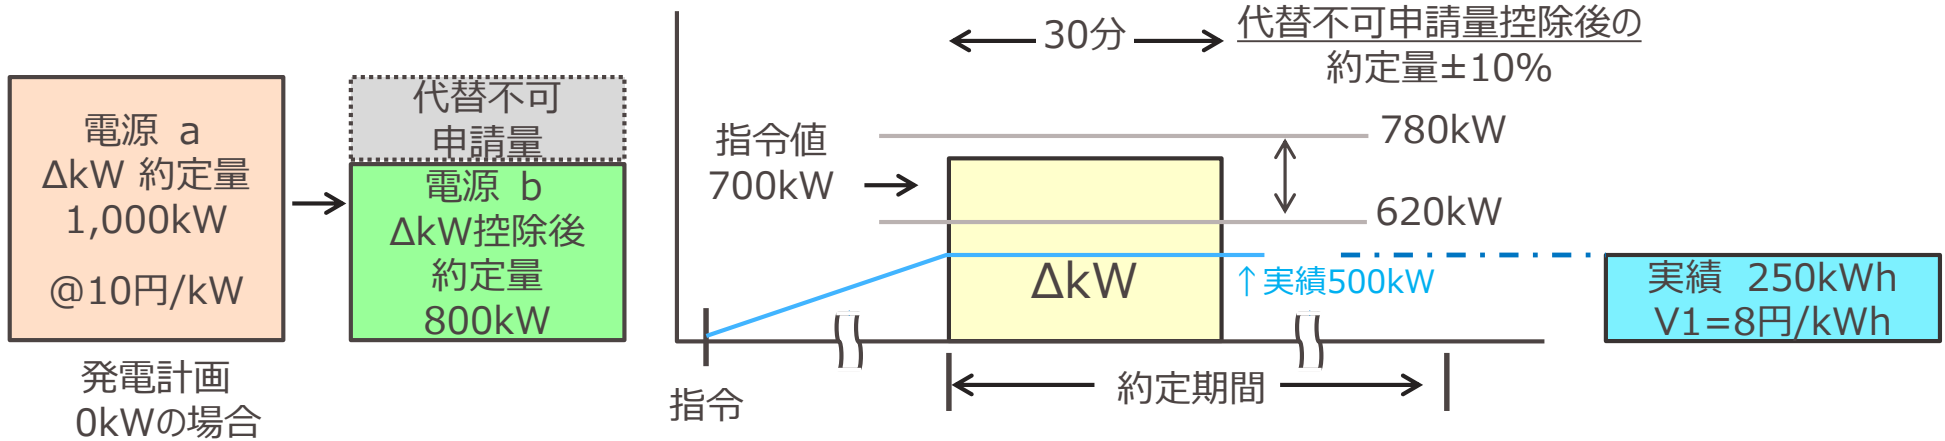 電源 a
ΔkW 約定量
1,000kW
@10円/kW
発電計画
0kWの場合
代替不可
申請量
電源 b
ΔkW控除後
約定量
800kW
30分
代替不可申請量控除後の
約定量±10%
指令値
700kW
780kW
620kW
ΔkW
↑実績500kW
指令
約定期間
実績 250kWh
V1=8円/kWh